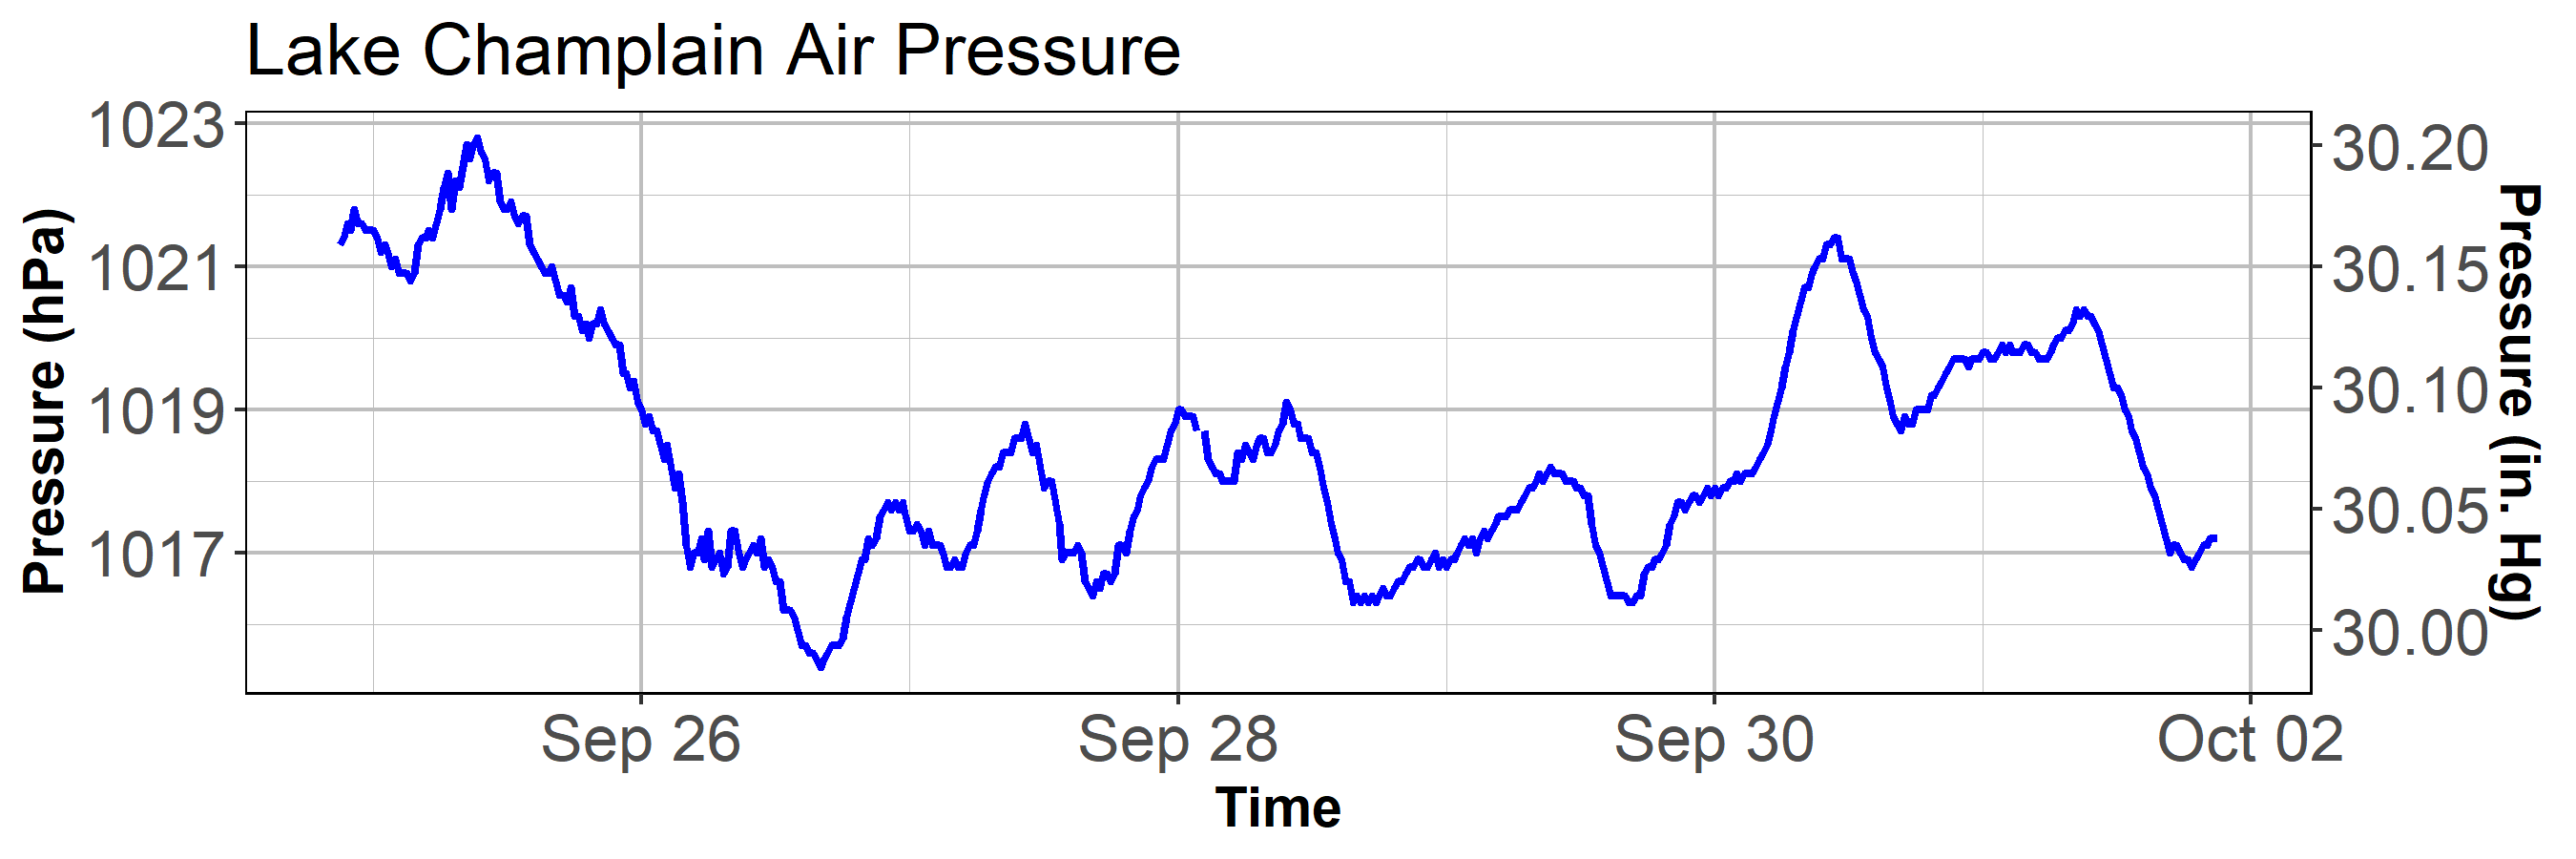 Lake Champlain Air Pressure
1023
1021
1019
1017
Pressure (hPa)
30.20
30.15
30.10
30.05
30.00
Pressure (in. Hg)
Sep 26
Sep 28
Sep 30
Oct 02
Time